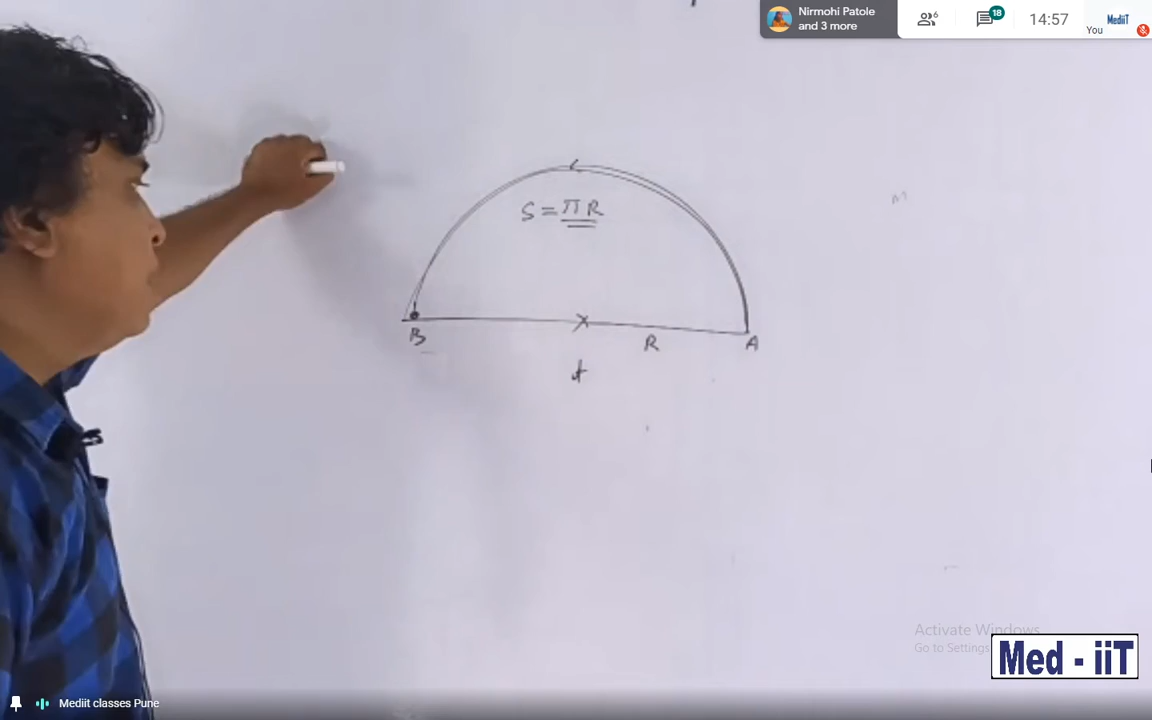 Nirmohi Patole
and 3 more
6
18
14:57
MediiT
You
S = πR
B
R
A
t
Activate Windows
Go to Settings
Med - iiT
Mediit classes Pune